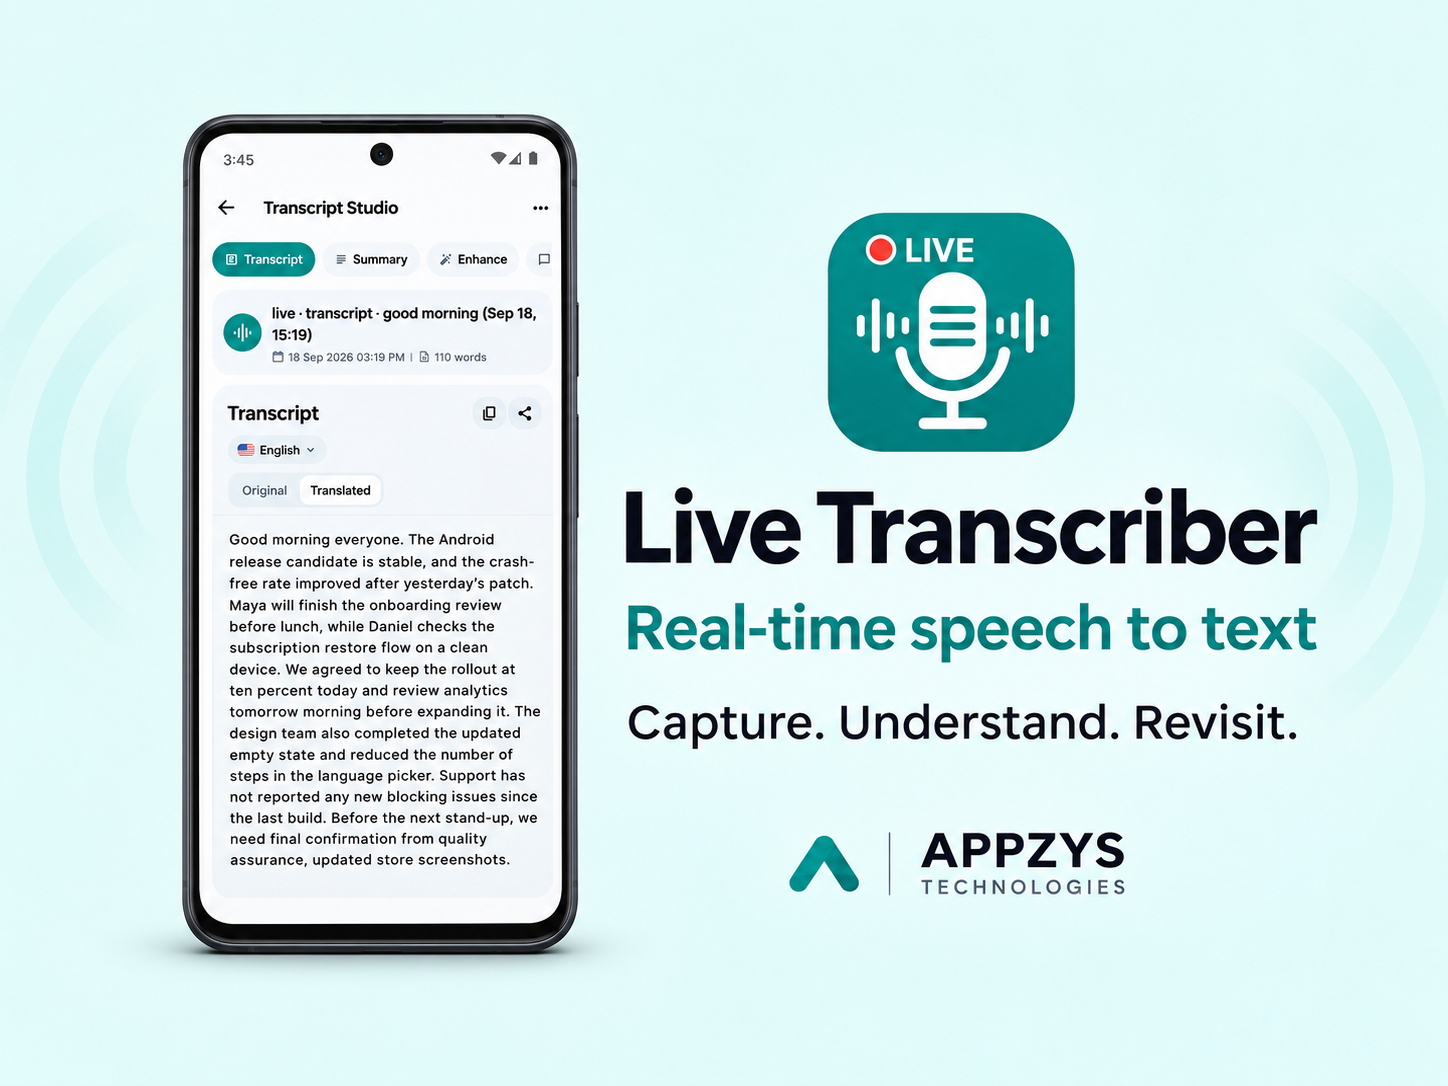 3:45
Transcript Studio
Transcript
Summary
Enhance
live · transcript · good morning (Sep 18,
15:19)
18 Sep 2026 03:19 PM | 110 words
Transcript
English
Original
Translated
Good morning everyone. The Android
release candidate is stable, and the crash-
free rate improved after yesterday's patch.
Maya will finish the onboarding review
before lunch, while Daniel checks the
subscription restore flow on a clean
device. We agreed to keep the rollout at
ten percent today and review analytics
tomorrow morning before expanding it. The
design team also completed the updated
empty state and reduced the number of
steps in the language picker. Support has
not reported any new blocking issues since
the last build. Before the next stand-up, we
need final confirmation from quality
assurance, updated store screenshots.
LIVE
Live Transcriber
Real-time speech to text
Capture. Understand. Revisit.
APPZYS
TECHNOLOGIES